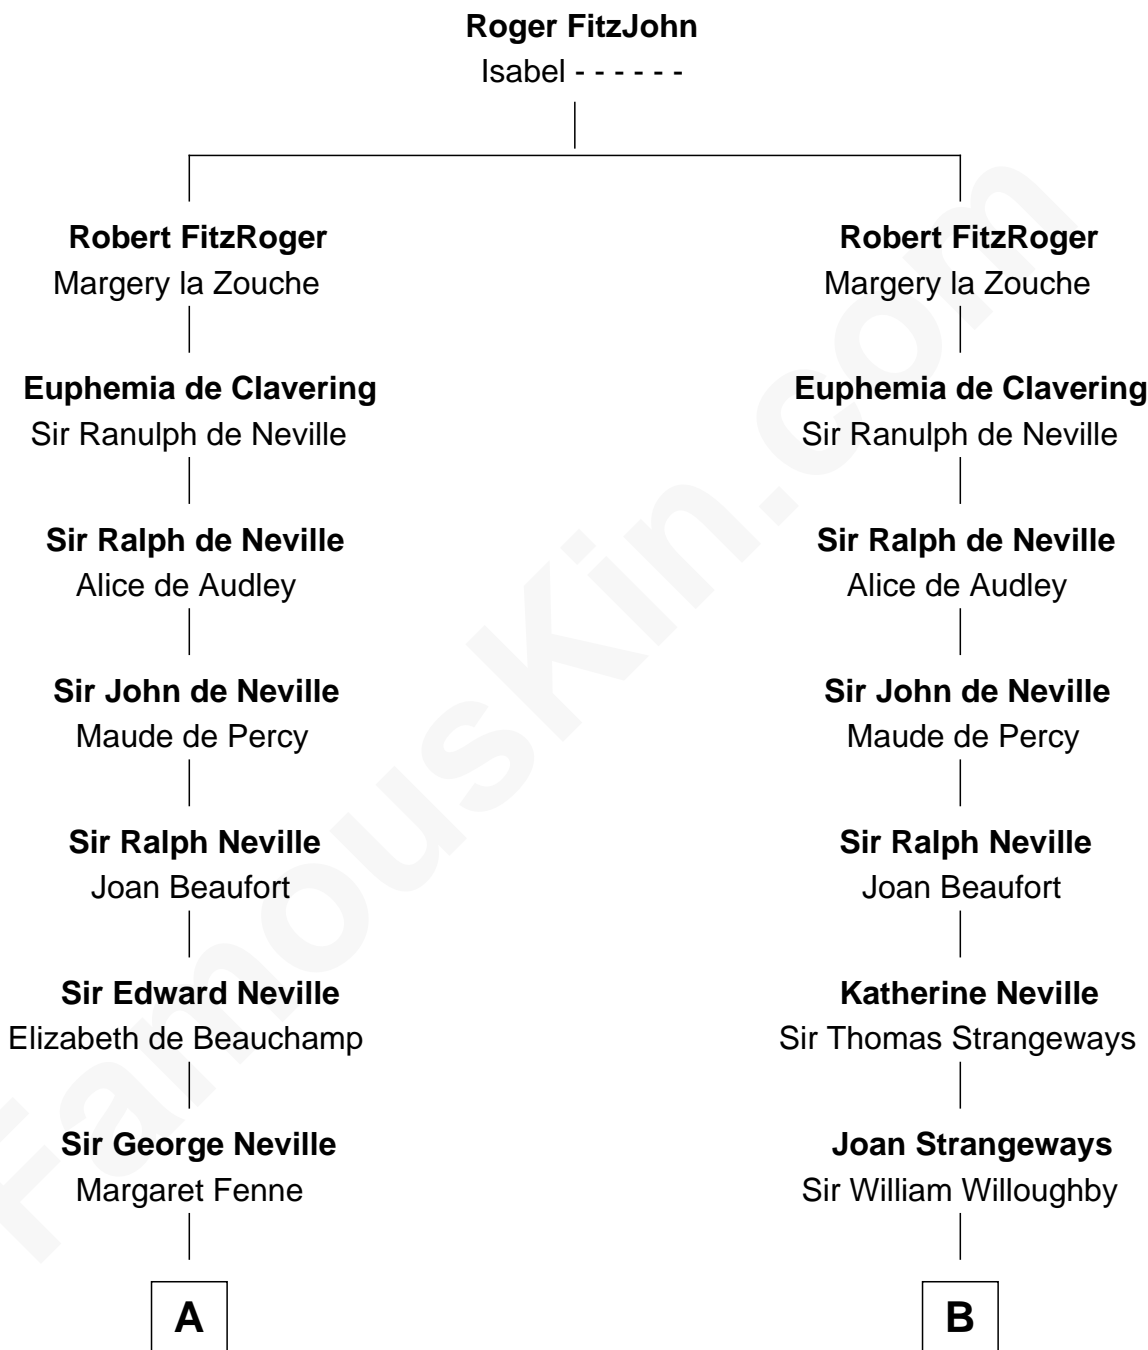 Roger FitzJohn
Isabel - - - - - -
Robert FitzRoger
Margery la Zouche
Robert FitzRoger
Margery la Zouche
Euphemia de Clavering
Sir Ranulph de Neville
Euphemia de Clavering
Sir Ranulph de Neville
Sir Ralph de Neville
Alice de Audley
Sir Ralph de Neville
Alice de Audley
Sir John de Neville
Maude de Percy
Sir John de Neville
Maude de Percy
Sir Ralph Neville
Joan Beaufort
Sir Ralph Neville
Joan Beaufort
Sir Edward Neville
Elizabeth de Beauchamp
Katherine Neville
Sir Thomas Strangeways
Sir George Neville
Margaret Fenne
Joan Strangeways
Sir William Willoughby
A
B
FamousKin.com